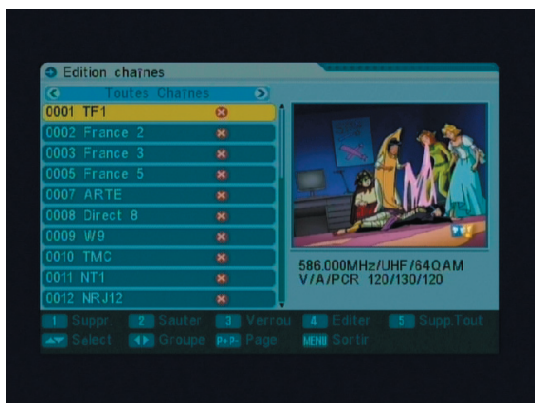 Edition chaînes
Toutes Chaînes
0001 TF1
0002 France 2
0003 France 3
0005 France 5
0007 ARTE
0008 Direct 8
0009 W9
0010 TMC
0011 NT1
0012 NRJ12
586.000MHz/UHF/64QAM
V/A/PCR 120/130/120
1 Suppr 2 Sauter 3 Verrou 4 Editer 5 Supp.Tout
Select Groupe P+P- Page MENU Sortir